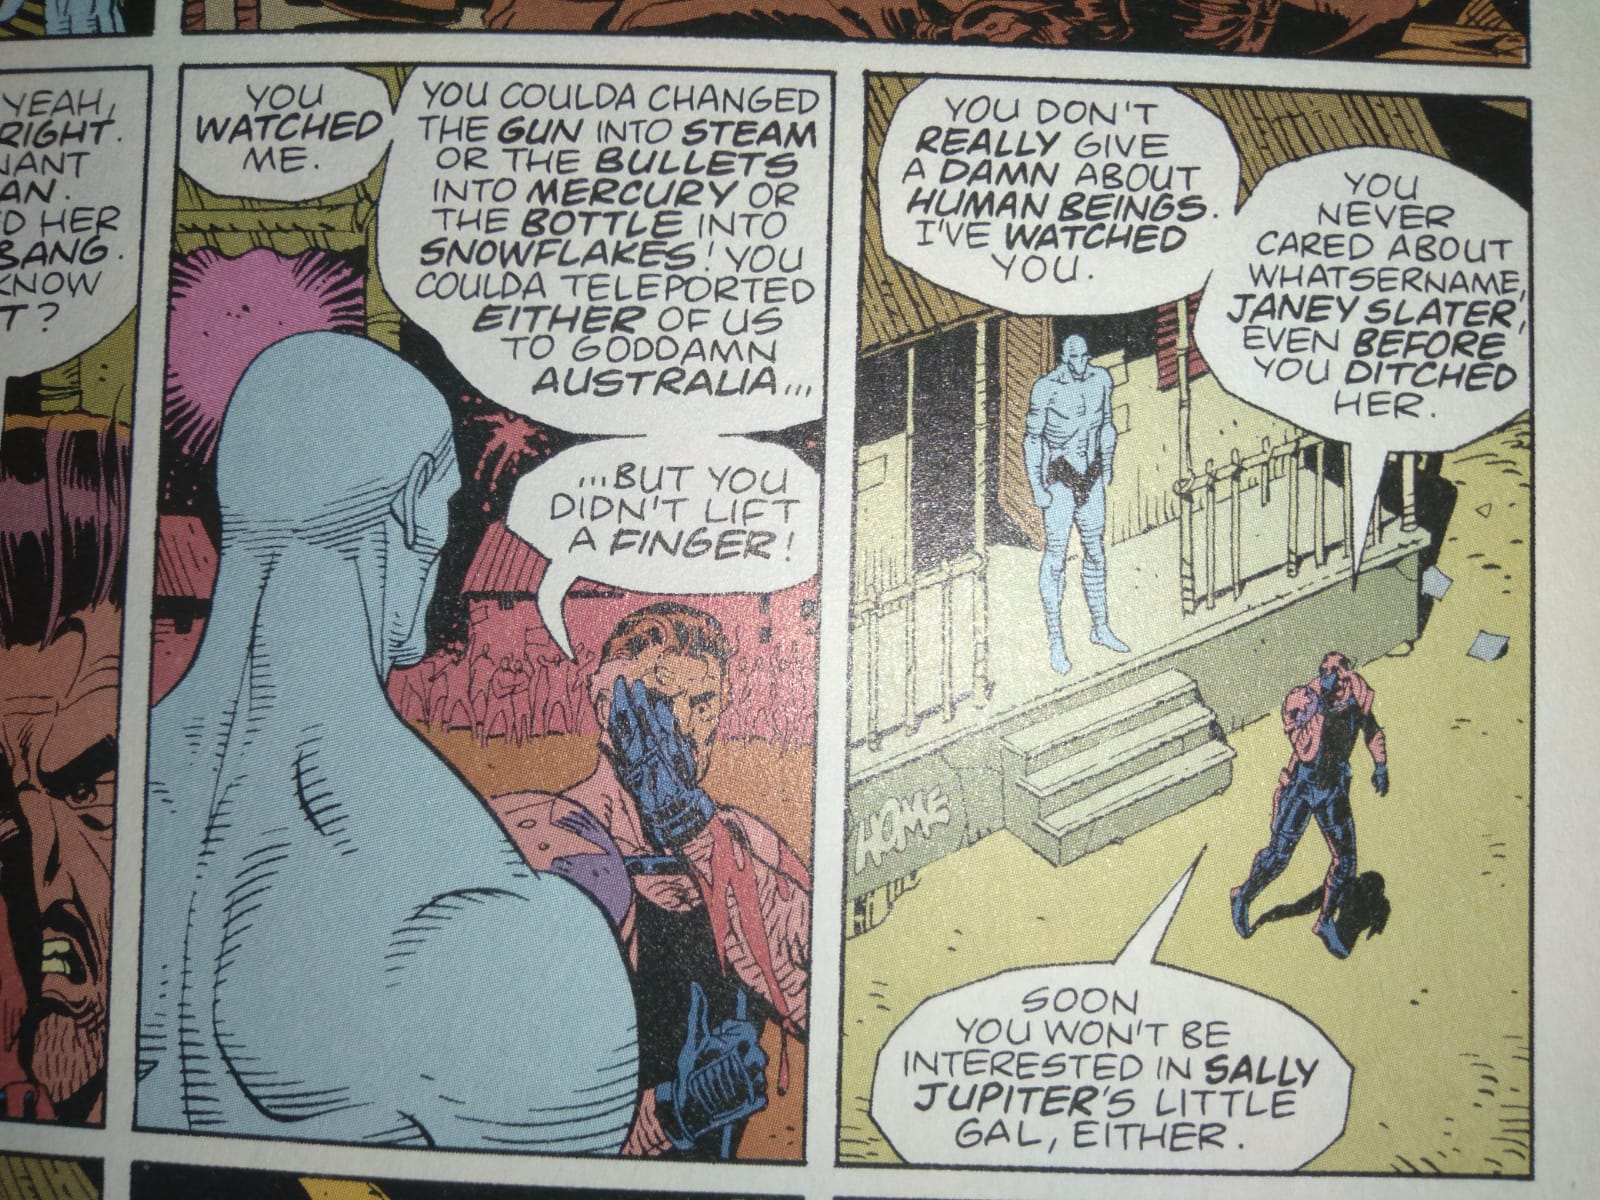 YEAH,
RIGHT.
AN.
HER
BANG.
KNOW
YOU
WATCHED
ME.
YOU COULDA CHANGED
THE GUN INTO STEAM
OR THE BULLETS
INTO MERCURY OR
THE BOTTLE INTO
SNOWFLAKES! YOU
COULDA TELEPORTED
EITHER OF US
TO GODDAMN
AUSTRALIA...
...BUT YOU
DIDN'T LIFT
A FINGER!
YOU DON'T
REALLY GIVE
A DAMN ABOUT
HUMAN BEINGS.
I'VE WATCHED
YOU.
YOU
NEVER
CARED ABOUT
WHATSERNAME,
JANEY SLATER,
EVEN BEFORE
YOU DITCHED
HER.
HOME
SOON
YOU WON'T BE
INTERESTED IN SALLY
JUPITER'S LITTLE
GAL, EITHER.